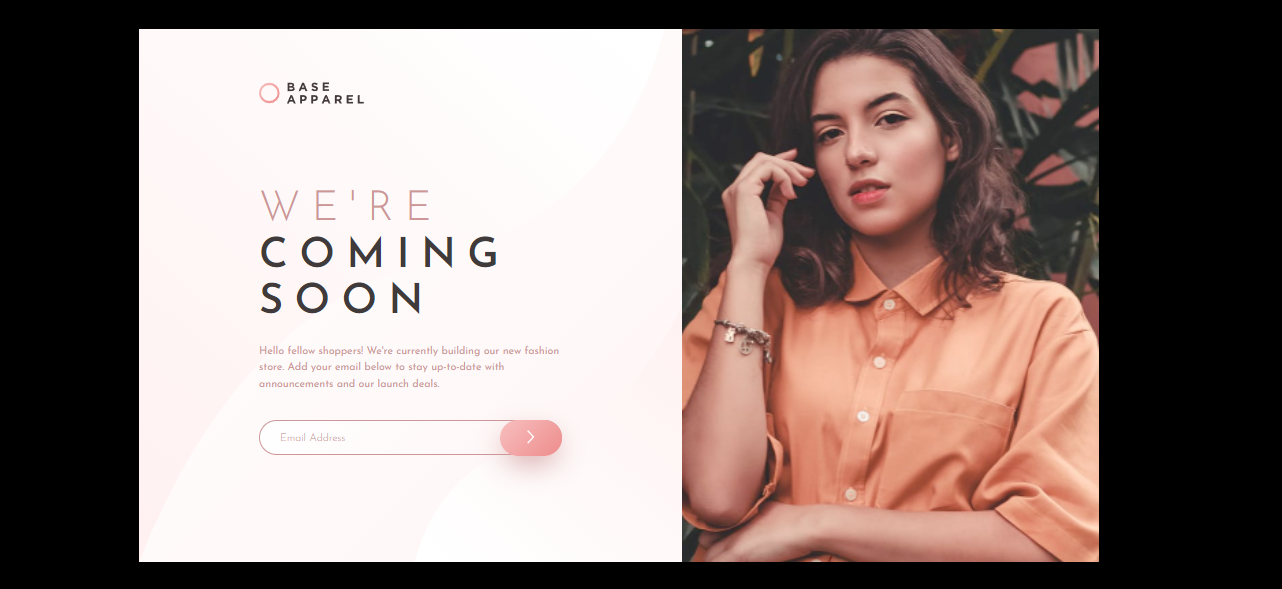 BASE
APPAREL
WE'RE
COMING
SOON
Hello fellow shoppers! We're currently building our new fashion
store. Add your email below to stay up-to-date with
announcements and our launch deals.
Email Address